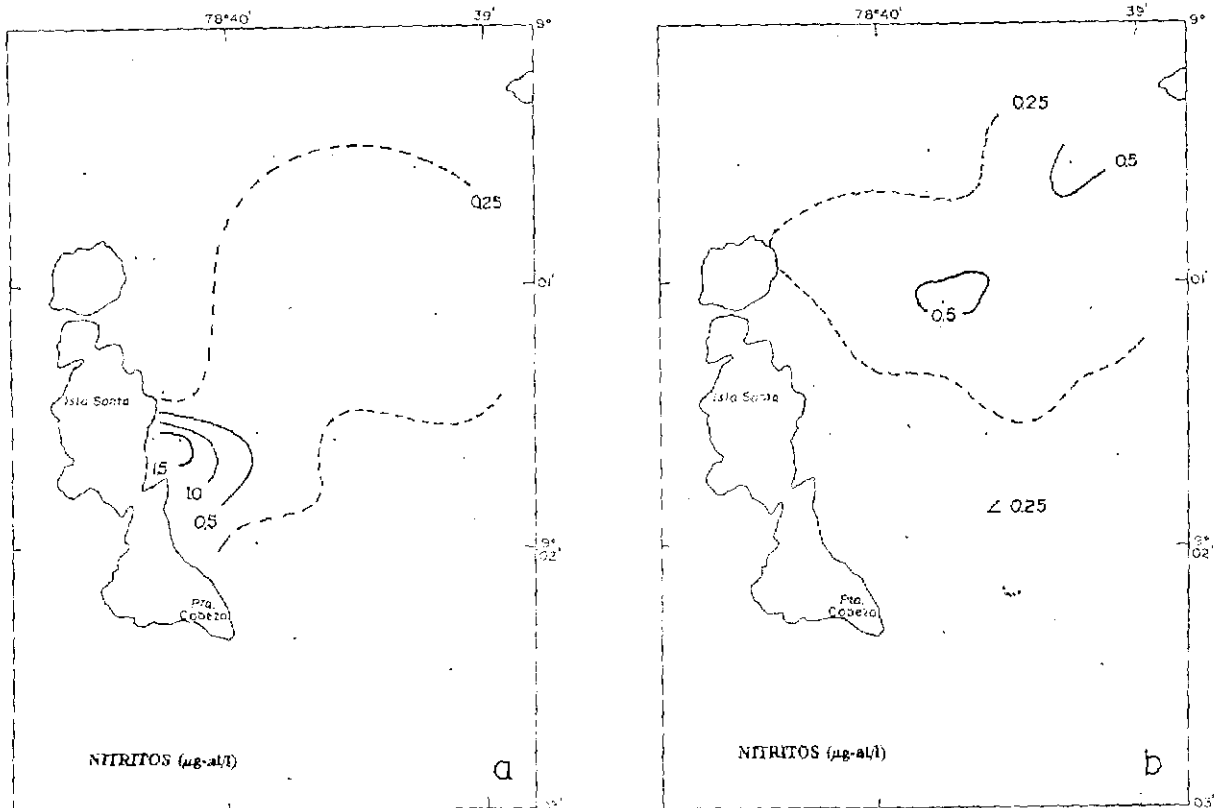 78°40'
39'
9°
0.25
01'
Isla Santa
1.5
1.0
0.5
9°
02'
Pta.
Cabeza
NITRITOS (µg-at/l)
a
78°40'
39'
9°
0.25
0.5
01'
0.5
Isla Santa
∠ 0.25
9°
02'
Pta.
Cabeza
NITRITOS (µg-at/l)
b
03'